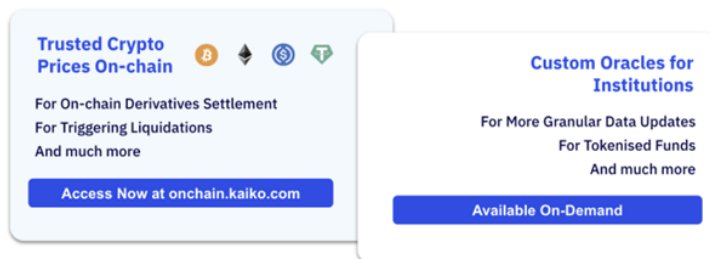 Trusted Crypto
Prices On-chain
For On-chain Derivatives Settlement
For Triggering Liquidations
And much more
Access Now at onchain.kaiko.com
Custom Oracles for
Institutions
For More Granular Data Updates
For Tokenised Funds
And much more
Available On-Demand